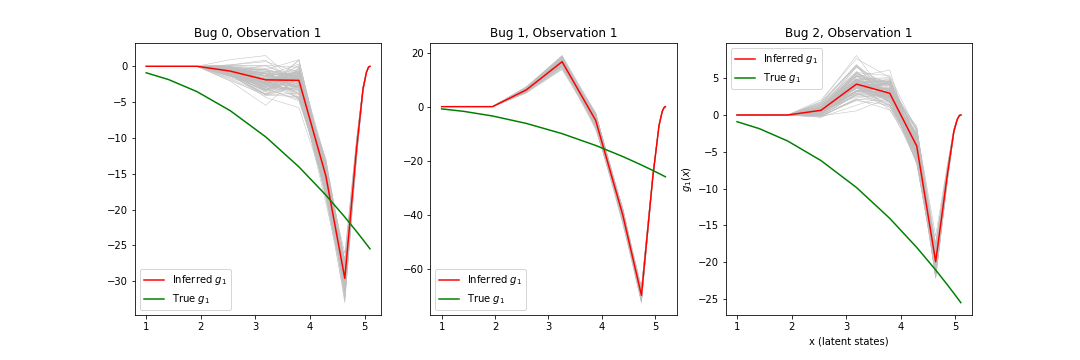 Bug 0, Observation 1
0
−5
−10
−15
−20
−25
−30
1 2 3 4 5
Inferred g₁
True g₁
Bug 1, Observation 1
20
0
−20
−40
−60
1 2 3 4 5
Inferred g₁
True g₁
Bug 2, Observation 1
g₁(x)
5
0
−5
−10
−15
−20
−25
1 2 3 4 5
x (latent states)
Inferred g₁
True g₁